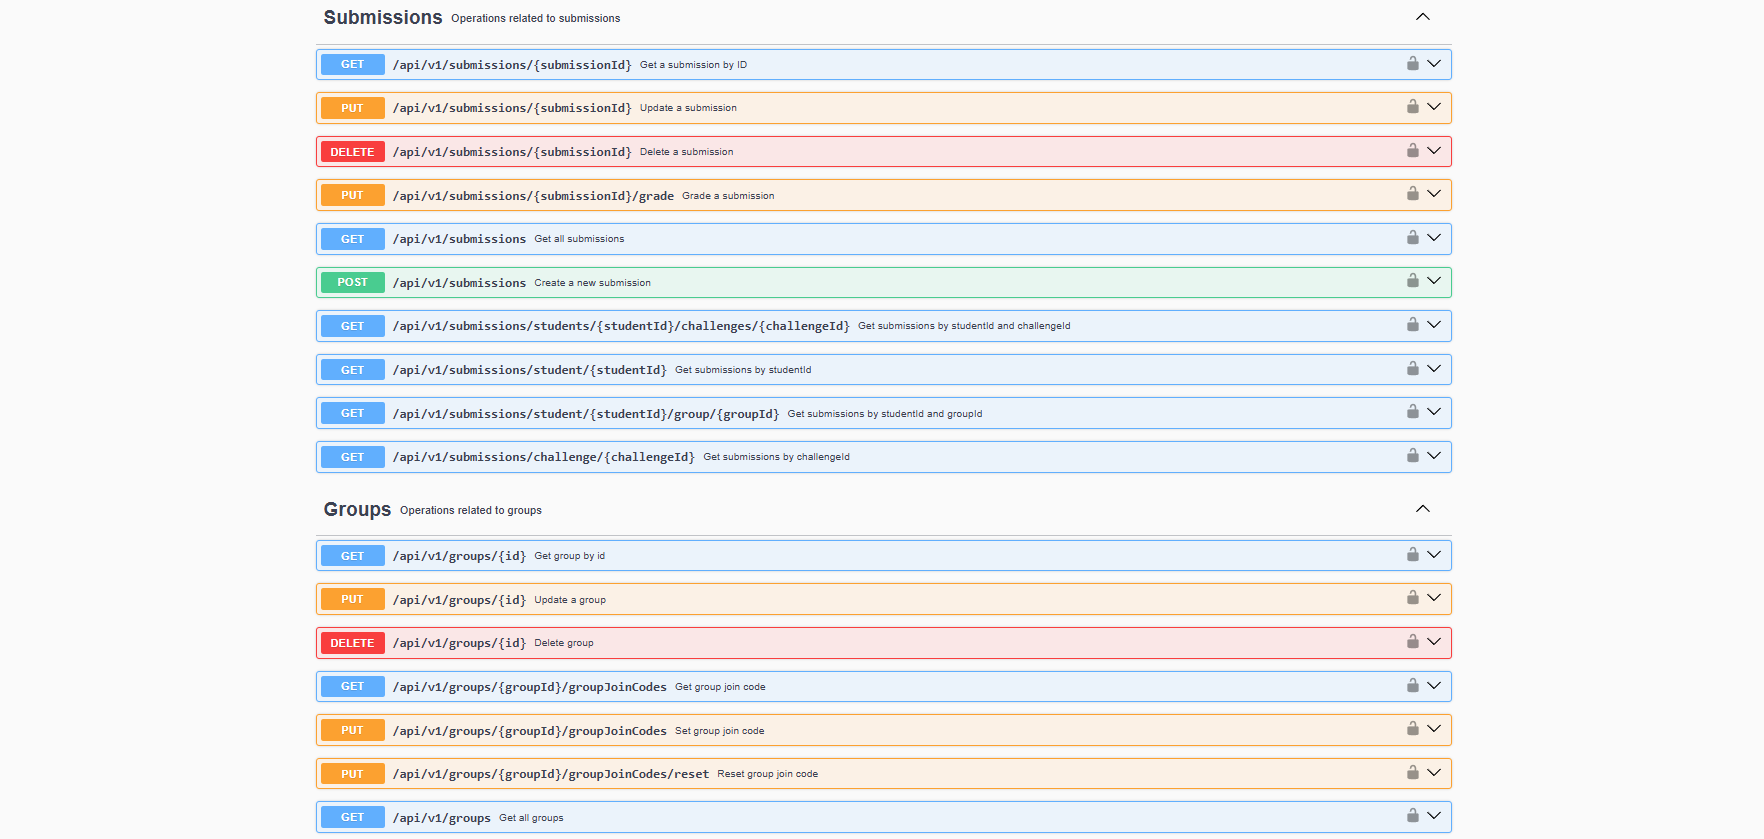 Submissions Operations related to submissions
GET /api/v1/submissions/{submissionId} Get a submission by ID
PUT /api/v1/submissions/{submissionId} Update a submission
DELETE /api/v1/submissions/{submissionId} Delete a submission
PUT /api/v1/submissions/{submissionId}/grade Grade a submission
GET /api/v1/submissions Get all submissions
POST /api/v1/submissions Create a new submission
GET /api/v1/submissions/students/{studentId}/challenges/{challengeId} Get submissions by studentId and challengeId
GET /api/v1/submissions/student/{studentId} Get submissions by studentId
GET /api/v1/submissions/student/{studentId}/group/{groupId} Get submissions by studentId and groupId
GET /api/v1/submissions/challenge/{challengeId} Get submissions by challengeId
Groups Operations related to groups
GET /api/v1/groups/{id} Get group by id
PUT /api/v1/groups/{id} Update a group
DELETE /api/v1/groups/{id} Delete group
GET /api/v1/groups/{groupId}/groupJoinCodes Get group join code
PUT /api/v1/groups/{groupId}/groupJoinCodes Set group join code
PUT /api/v1/groups/{groupId}/groupJoinCodes/reset Reset group join code
GET /api/v1/groups Get all groups